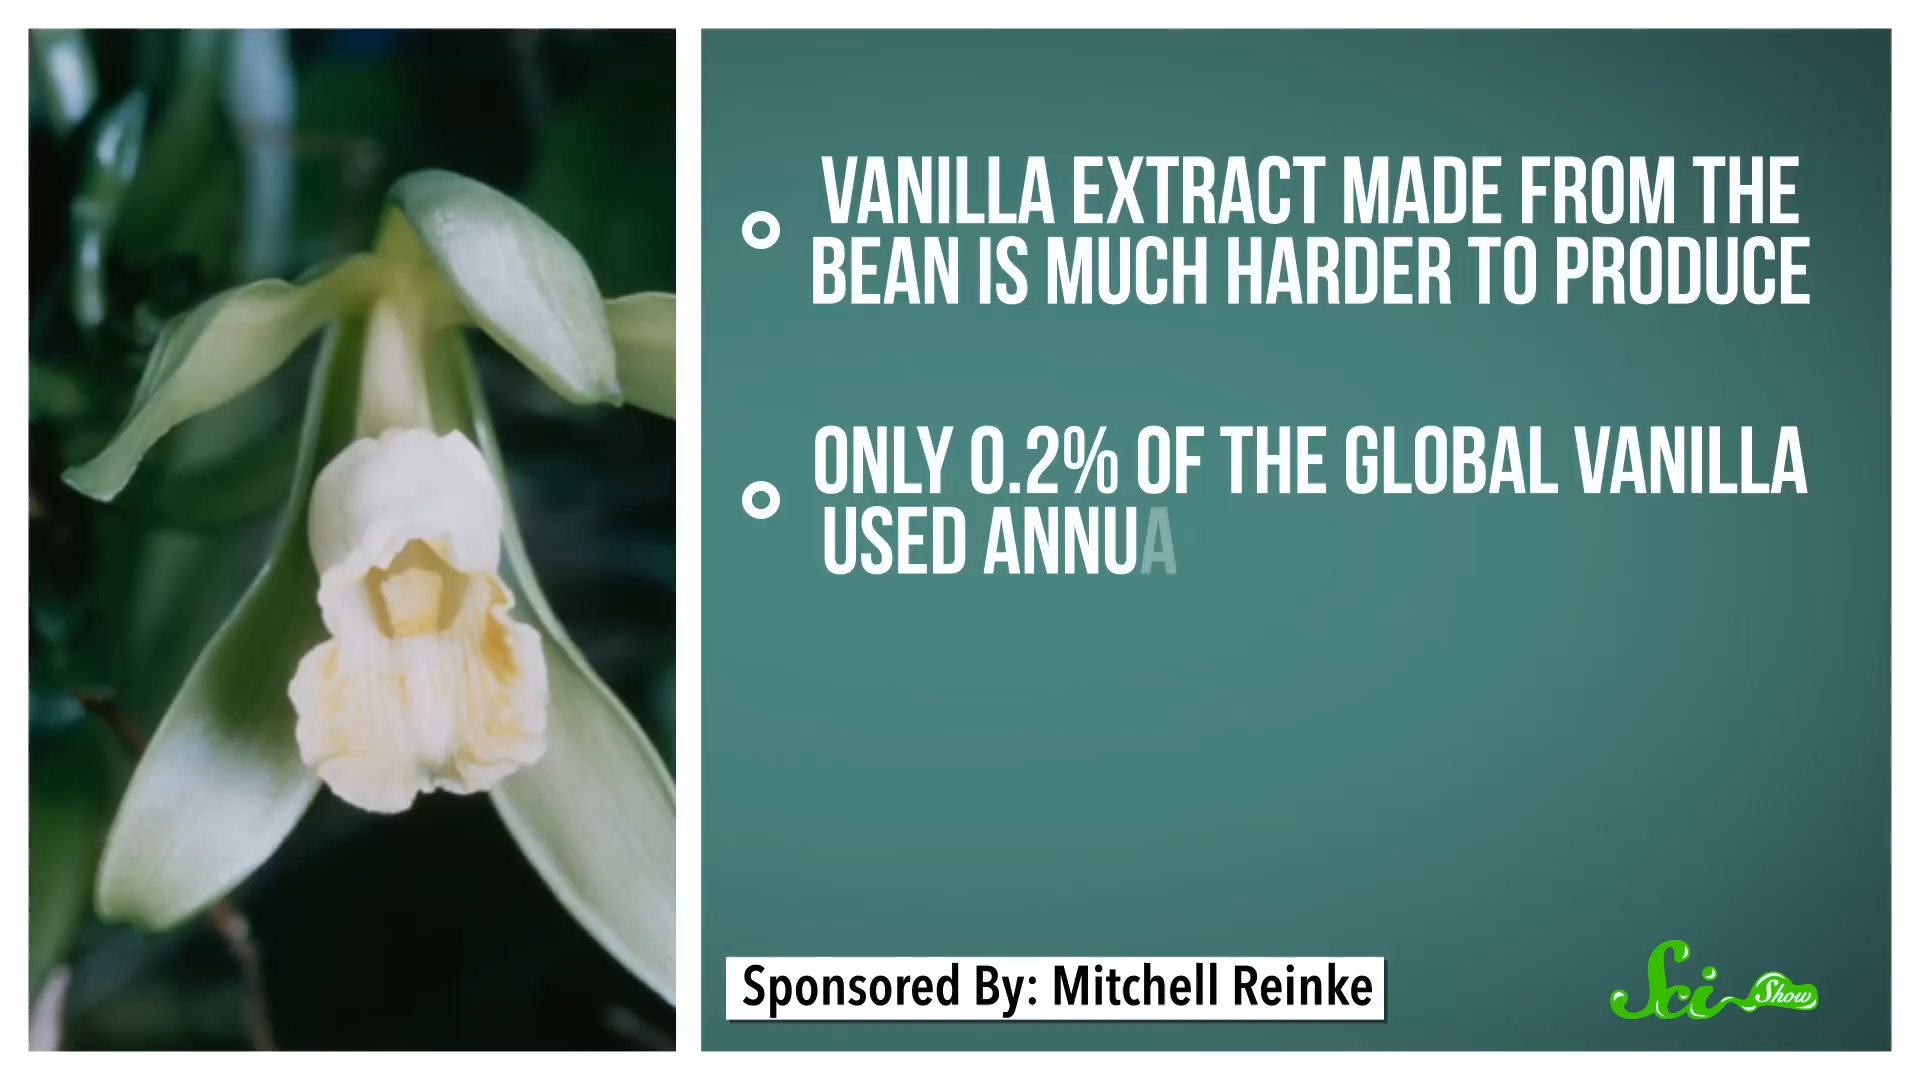 VANILLA EXTRACT MADE FROM THE
BEAN IS MUCH HARDER TO PRODUCE
ONLY 0.2% OF THE GLOBAL VANILLA
USED ANNUA
Sponsored By: Mitchell Reinke
Sci Show